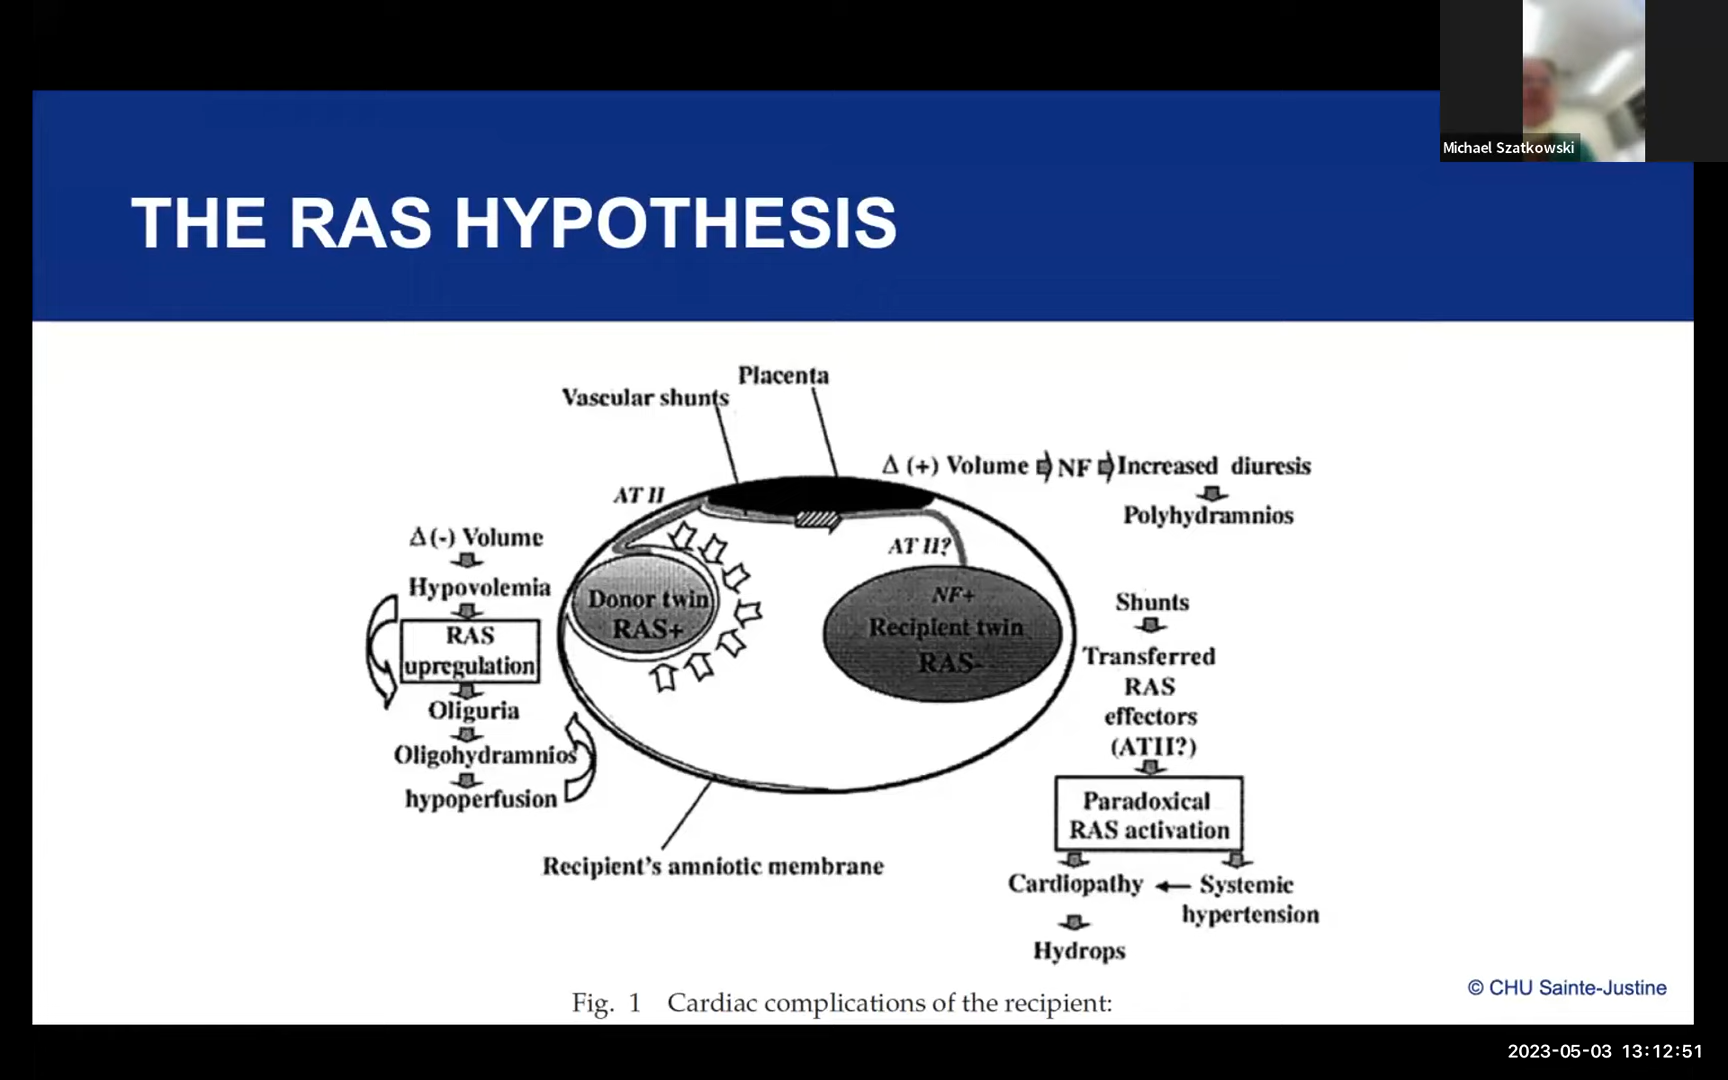 Michael Szatkowski
THE RAS HYPOTHESIS
Placenta
Vascular shunts
Δ (+) Volume NF Increased diuresis
Polyhydramnios
AT II
AT II?
Δ (-) Volume
Hypovolemia
RAS
upregulation
Oliguria
Oligohydramnios
hypoperfusion
Donor twin
RAS+
NF+
Recipient twin
RAS-
Shunts
Transferred
RAS
effectors
(ATII?)
Paradoxical
RAS activation
Cardiopathy
Systemic
hypertension
Hydrops
Recipient's amniotic membrane
Fig. 1 Cardiac complications of the recipient:
© CHU Sainte-Justine
2023-05-03 13:12:51